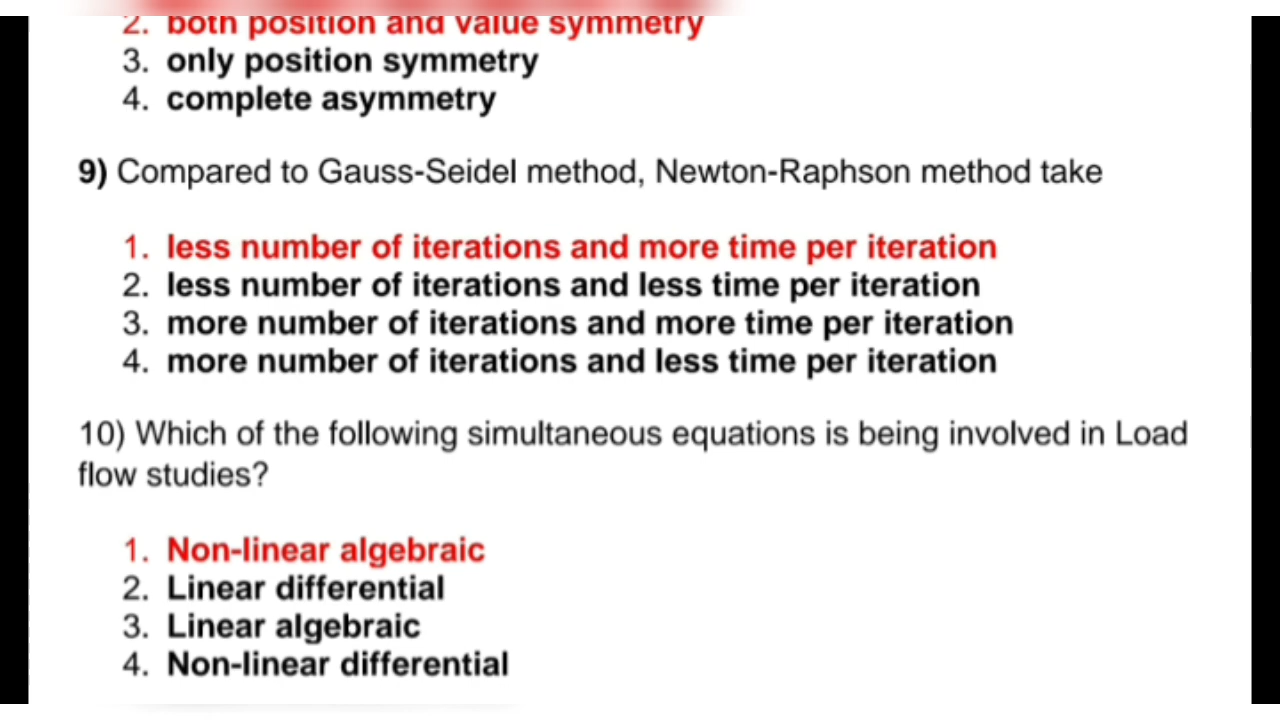 2. both position and value symmetry
3. only position symmetry
4. complete asymmetry
9) Compared to Gauss-Seidel method, Newton-Raphson method take
1. less number of iterations and more time per iteration
2. less number of iterations and less time per iteration
3. more number of iterations and more time per iteration
4. more number of iterations and less time per iteration
10) Which of the following simultaneous equations is being involved in Load
flow studies?
1. Non-linear algebraic
2. Linear differential
3. Linear algebraic
4. Non-linear differential